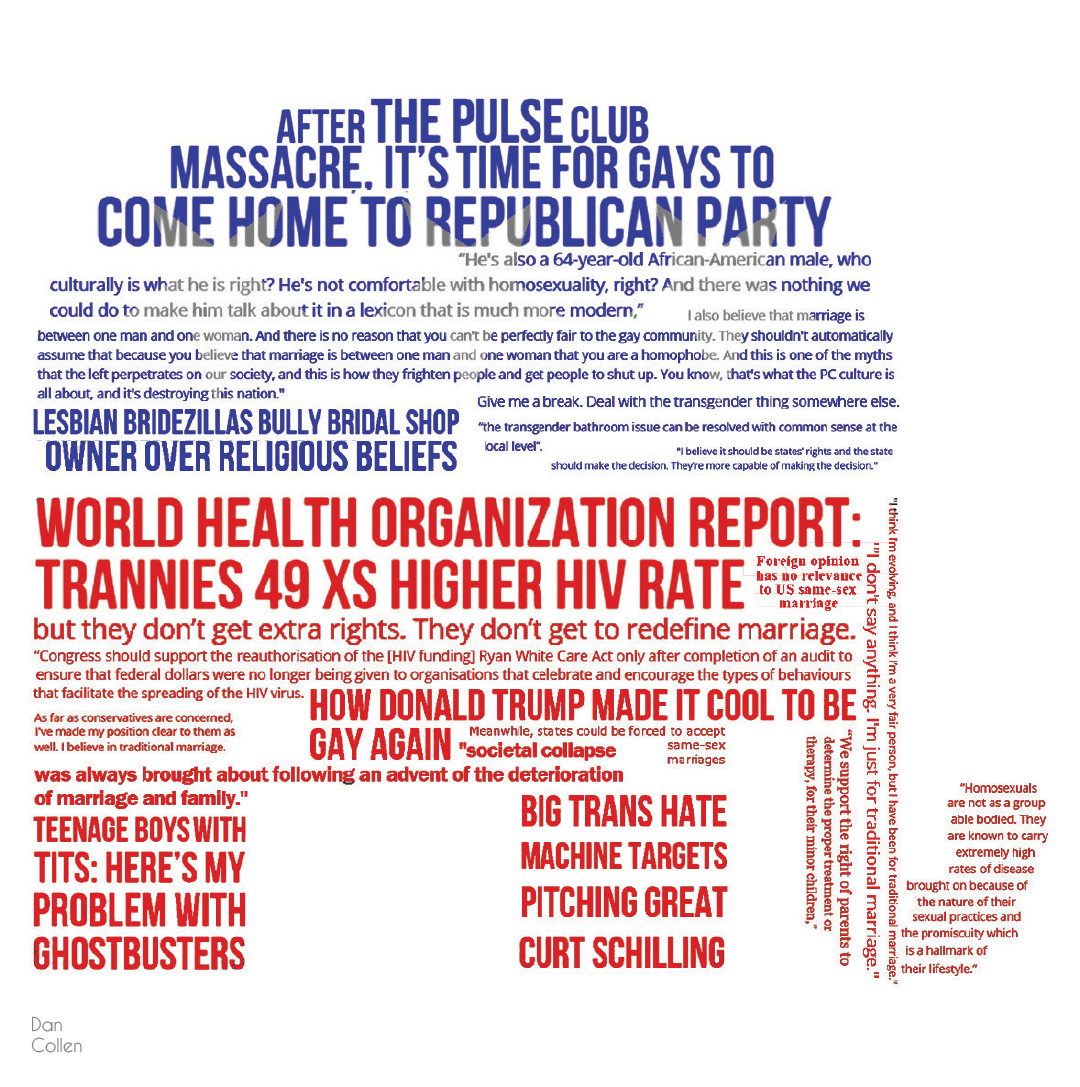 AFTER THE PULSE CLUB
MASSACRE, IT'S TIME FOR GAYS TO
COME HOME TO REPUBLICAN PARTY
"He's also a 64-year-old African-American male, who
culturally is what he is right? He's not comfortable with homosexuality, right? And there was nothing we
could do to make him talk about it in a lexicon that is much more modern,"
I also believe that marriage is
between one man and one woman. And there is no reason that you can't be perfectly fair to the gay community. They shouldn't automatically
assume that because you believe that marriage is between one man and one woman that you are a homophobe. And this is one of the myths
that the left perpetrates on our society, and this is how they frighten people and get people to shut up. You know, that's what the PC culture is
all about, and it's destroying this nation."
Give me a break. Deal with the transgender thing somewhere else.
LESBIAN BRIDEZILLAS BULLY BRIDAL SHOP
OWNER OVER RELIGIOUS BELIEFS
"the transgender bathroom issue can be resolved with common sense at the
local level".
"I believe it should be states' rights and the state
should make the decision. They're more capable of making the decision."
WORLD HEALTH ORGANIZATION REPORT:
TRANNIES 49 XS HIGHER HIV RATE
Foreign opinion
has no relevance
to US same-sex
marriage
but they don't get extra rights. They don't get to redefine marriage.
"Congress should support the reauthorisation of the [HIV funding] Ryan White Care Act only after completion of an audit to
ensure that federal dollars were no longer being given to organisations that celebrate and encourage the types of behaviours
that facilitate the spreading of the HIV virus.
HOW DONALD TRUMP MADE IT COOL TO BE
GAY AGAIN
As far as conservatives are concerned,
I've made my position clear to them as
well. I believe in traditional marriage.
Meanwhile, states could be forced to accept
same-sex
marriages
"societal collapse
was always brought about following an advent of the deterioration
of marriage and family."
TEENAGE BOYS WITH
TITS: HERE'S MY
PROBLEM WITH
GHOSTBUSTERS
BIG TRANS HATE
MACHINE TARGETS
PITCHING GREAT
CURT SCHILLING
"We support the right of parents to
determine the proper treatment or
therapy, for their minor children,"
"I don't say anything. I'm just for traditional marriage."
"I think I'm evolving, and I think I'm a very fair person, but I have been for traditional marriage."
"Homosexuals
are not as a group
able bodied. They
are known to carry
extremely high
rates of disease
brought on because of
the nature of their
sexual practices and
the promiscuity which
is a hallmark of
their lifestyle."
Dan
Collen